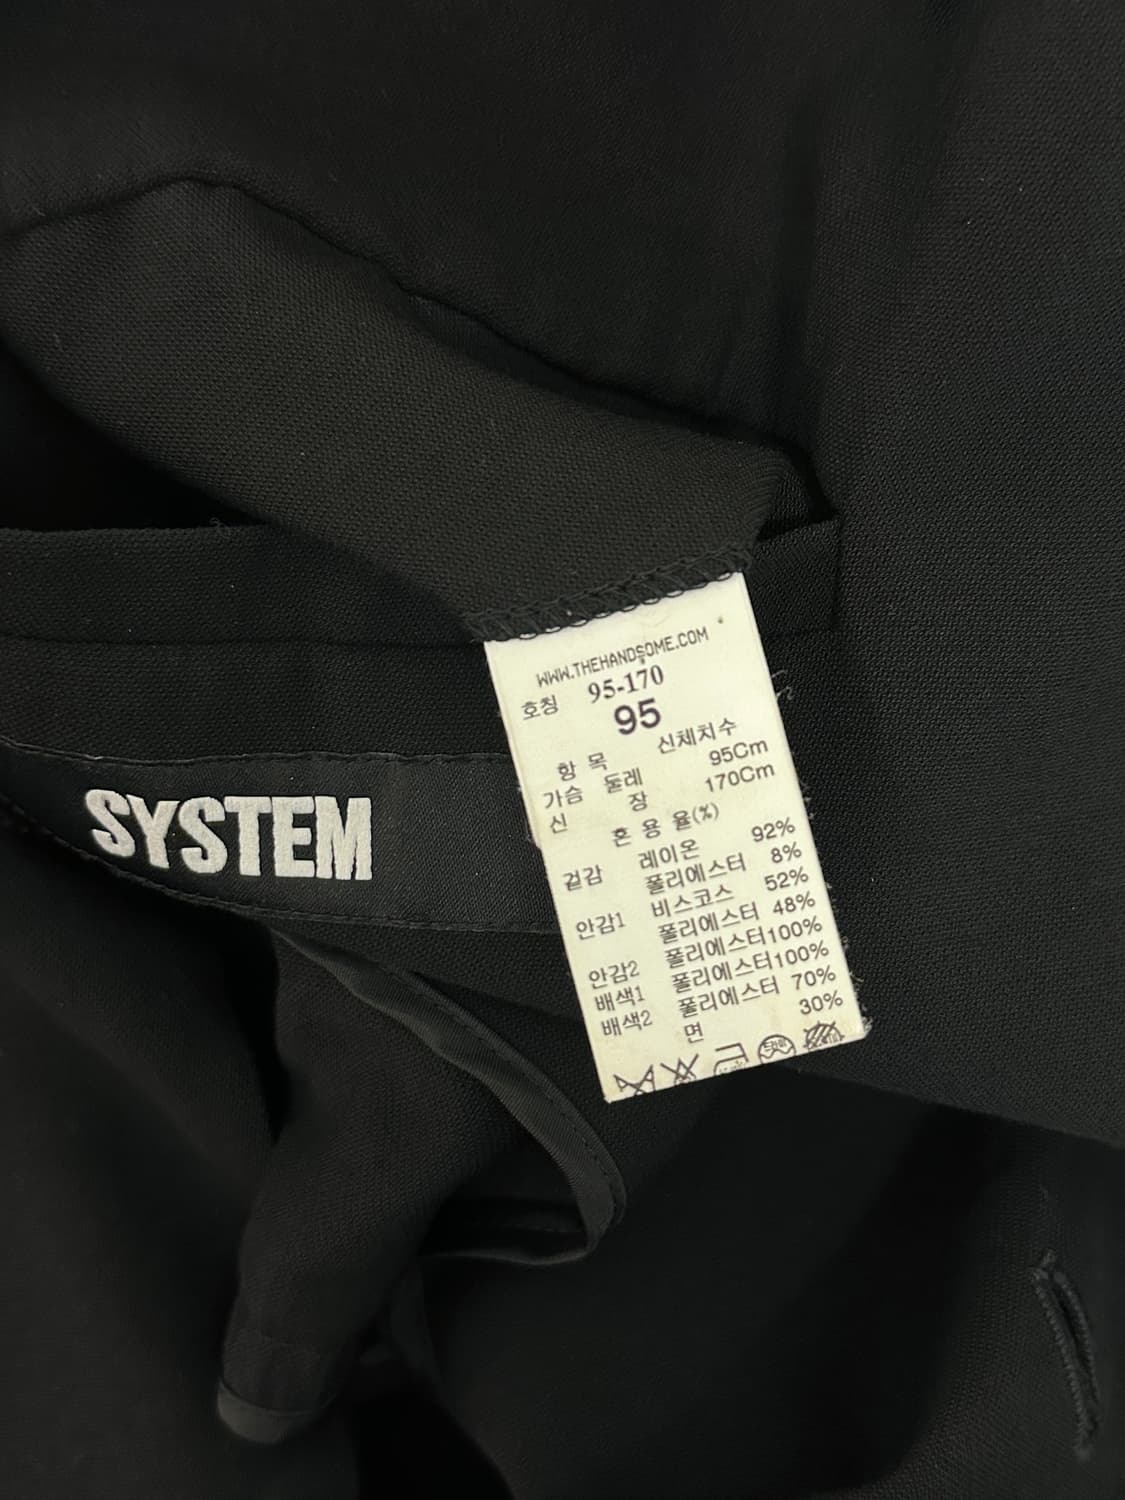 WWW.THEHANDSOME.COM
호칭 95-170
95
항 목 신체치수
가슴 둘레 95Cm
신 장 170Cm
혼 용 율(%)
겉감 레이온 92%
폴리에스터 8%
안감1 비스코스 52%
폴리에스터 48%
안감2 폴리에스터100%
배색1 폴리에스터100%
배색2 폴리에스터 70%
면 30%
SYSTEM